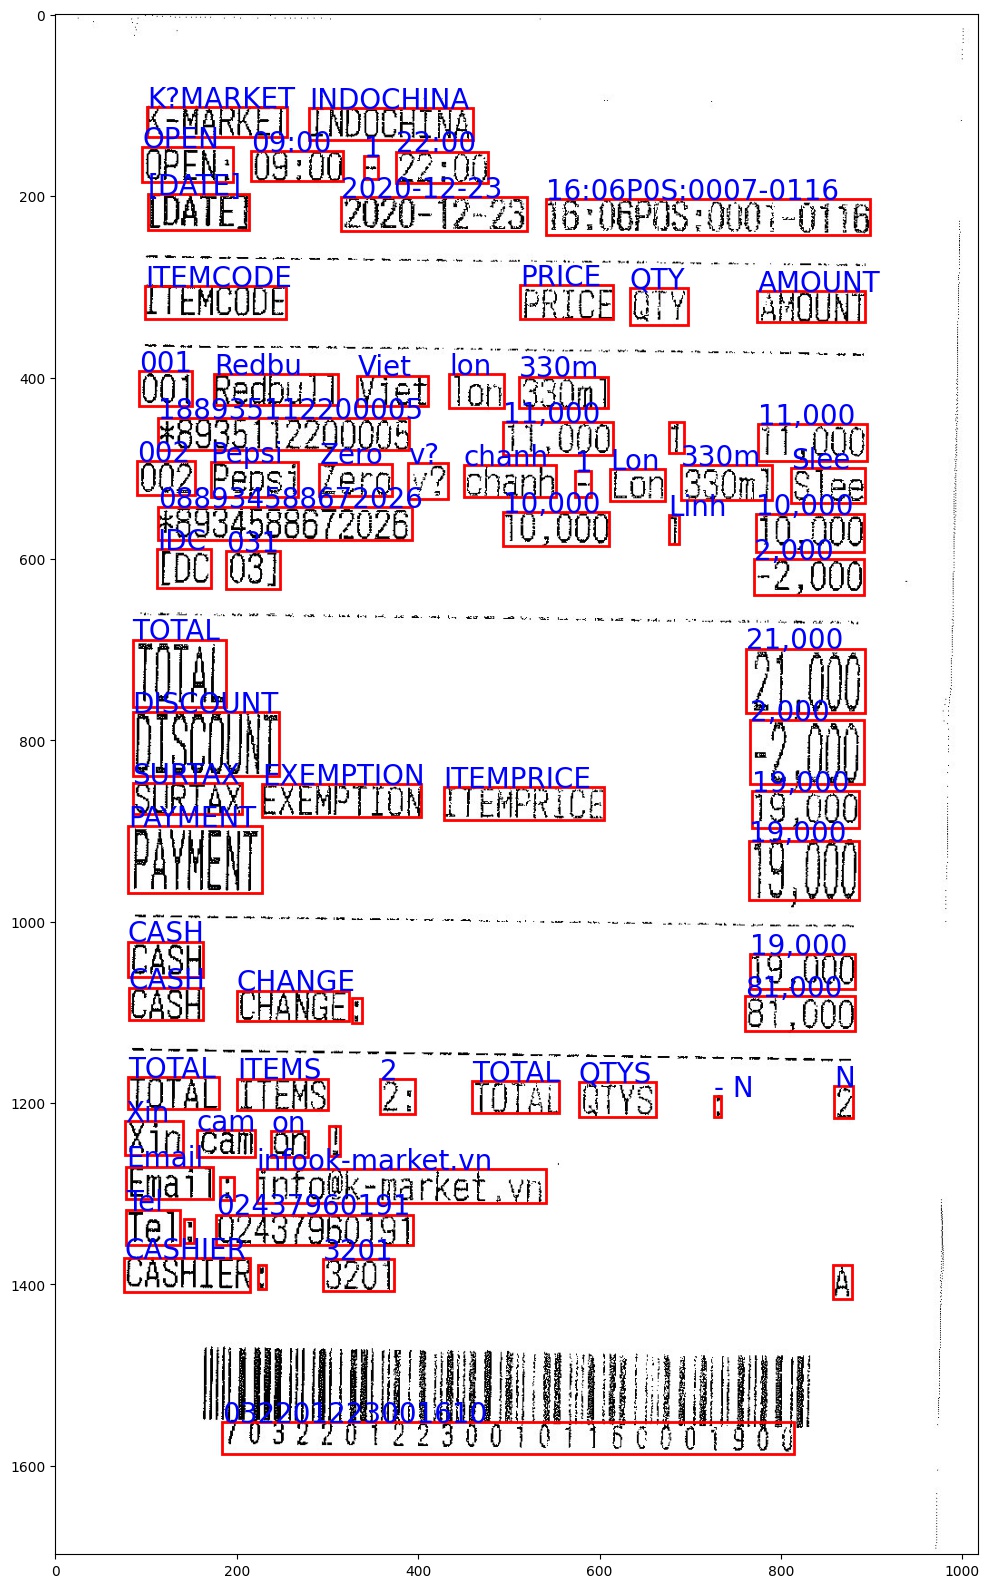 0
K?MARKET INDOCHINA
K-MARKET INDOCHINA
OPEN 09:00 1 22:00
OPEN: 09:00 - 22:00
[DATE] 2020-12-23 16:06P0S:0007-0116
200
[DATE] 2020-12-23 16:06POS:0001-0116
ITEMCODE PRICE QTY AMOUNT
ITEMCODE PRICE QTY AMOUNT
001 Redbu Viet lon 330m
400
001 Redbull Viet lon 330ml
188935112200005 11,000 11,000
*8935112200005 11,000 1 11,000
002 Pepsi Zero v? chanh 1 Lon 330m Slee
002 Pepsi Zero v? chanh - Lon 330ml Slee
088934588672026 10,000 Linh 10,000
*8934588672026 10,000 1 10,000
IDC 031 2,000
600
[DC 03] -2,000
TOTAL 21,000
TOTAL 21,000
DISCOUNT 2,000
800
DISCOUNT -2,000
SURTAX EXEMPTION ITEMPRICE 19,000
SURTAX EXEMPTION ITEMPRICE 19,000
PAYMENT 19,000
PAYMENT 19,000
1000
CASH 19,000
CASH 19,000
CASH CHANGE 81,000
CASH CHANGE: 81,000
TOTAL ITEMS 2 TOTAL QTYS - N N
1200
TOTAL ITEMS 2: TOTAL QTYS : 2
Xin cam on
Xin cam on !
Email infook-market.vn
Email : info@k-market.vn
Tel 02437960191
Tel : 02437960191
CASHIER 3201
1400
CASHIER : 3201 A
032201223001610
1600
0 200 400 600 800 1000